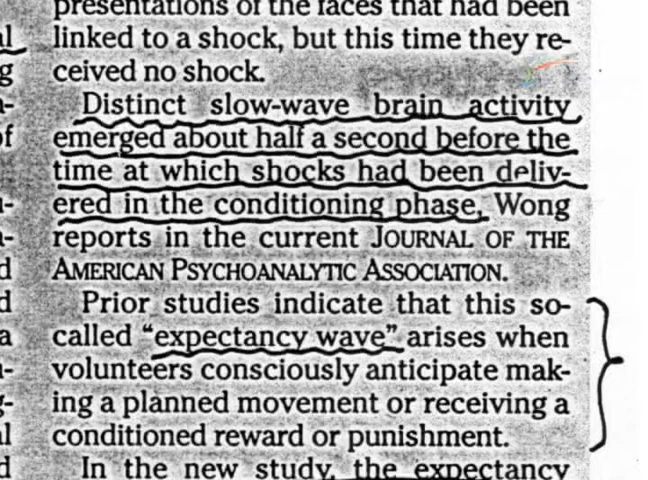 presentations of the faces that had been
linked to a shock, but this time they re-
ceived no shock.
Distinct slow-wave brain activity
emerged about half a second before the
time at which shocks had been deliv-
ered in the conditioning phase, Wong
reports in the current JOURNAL OF THE
AMERICAN PSYCHOANALYTIC ASSOCIATION.
Prior studies indicate that this so-
called “expectancy wave” arises when
volunteers consciously anticipate mak-
ing a planned movement or receiving a
conditioned reward or punishment.
In the new study, the expectancy